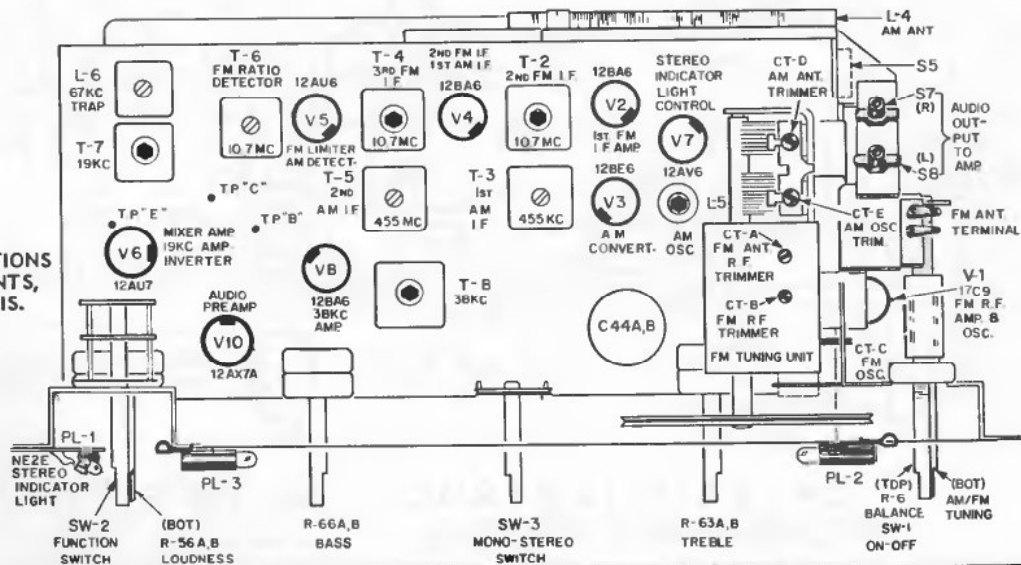 L-4
AM ANT
T-6
FM RATIO
DETECTOR
10.7MC
L-6
67KC
TRAP
T-7
19KC
12AU6
V5
FM LIMITER
AM DETECT.
T-4
3RD FM
I.F.
10.7MC
2ND FM I.F.
1ST AM I.F.
12BA6
V4
T-2
2ND FM I.F.
10.7MC
12BA6
V2
1ST FM
I.F AMP.
STEREO
INDICATOR
LIGHT
CONTROL
V7
12AV6
CT-D
AM ANT.
TRIMMER
S5
S7
(R)
AUDIO
OUT-
PUT
TO
AMP.
(L)
S8
T.P. "C"
T.P."E"
T.P."B"
T-5
2ND
AM I.F.
455MC
T-3
1ST
AM
I.F.
455KC
12BE6
V3
AM
CONVERT.
AM
OSC
L5
CT-E
AM OSC
TRIM.
FM ANT.
TERMINAL
TIONS
NTS,
IS.
V6
MIXER AMP.
19KC AMP-
INVERTER
12AU7
V8
12BA6
38KC
AMP.
T-8
38KC
CT-A
FM ANT.
R.F.
TRIMMER
CT-B
FM RF
TRIMMER
FM TUNING UNIT
V-1
17C9
FM R.F.
AMP. &
OSC.
AUDIO
PREAMP
V10
12AX7A
C44A,B
CT-C
FM
OSC.
PL-1
NE2E
STEREO
INDICATOR
LIGHT
PL-3
PL-2
SW-2
FUNCTION
SWITCH
(BOT)
R-56A,B
LOUDNESS
R-66A,B
BASS
SW-3
MONO-STEREO
SWITCH
R-63A,B
TREBLE
(TOP)
R-6
BALANCE
SW-1
ON-OFF
(BOT)
AM/FM
TUNING